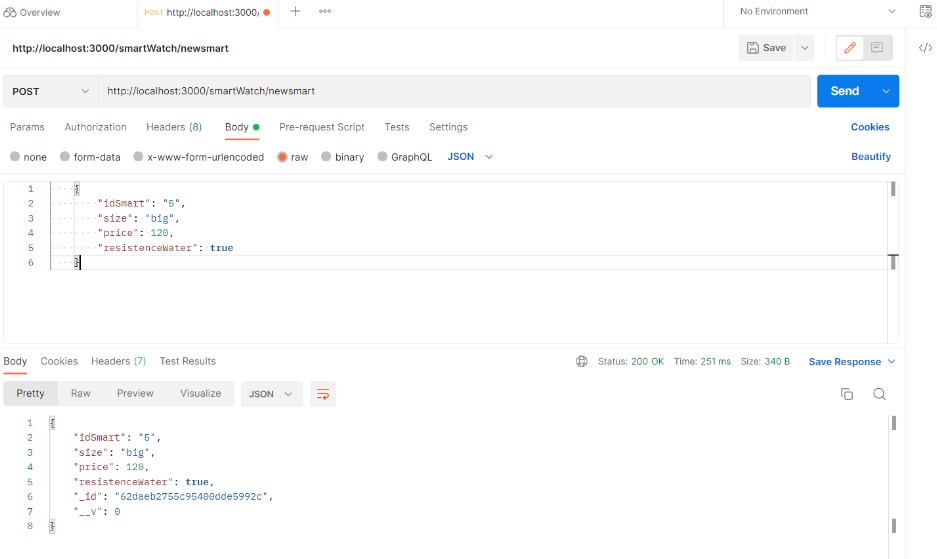 Overview
POST http://localhost:3000/
No Environment
http://localhost:3000/smartWatch/newsmart
Save
POST http://localhost:3000/smartWatch/newsmart Send
Params Authorization Headers (8) Body Pre-request Script Tests Settings Cookies
none form-data x-www-form-urlencoded raw binary GraphQL JSON Beautify
1 {
2 "idSmart": "5",
3 "size": "big",
4 "price": 120,
5 "resistenceWater": true
6 }
Body Cookies Headers (7) Test Results Status: 200 OK Time: 251 ms Size: 340 B Save Response
Pretty Raw Preview Visualize JSON
1 {
2 "idSmart": "5",
3 "size": "big",
4 "price": 120,
5 "resistenceWater": true,
6 "_id": "62daeb2755c95400dde5992c",
7 "__v": 0
8 }